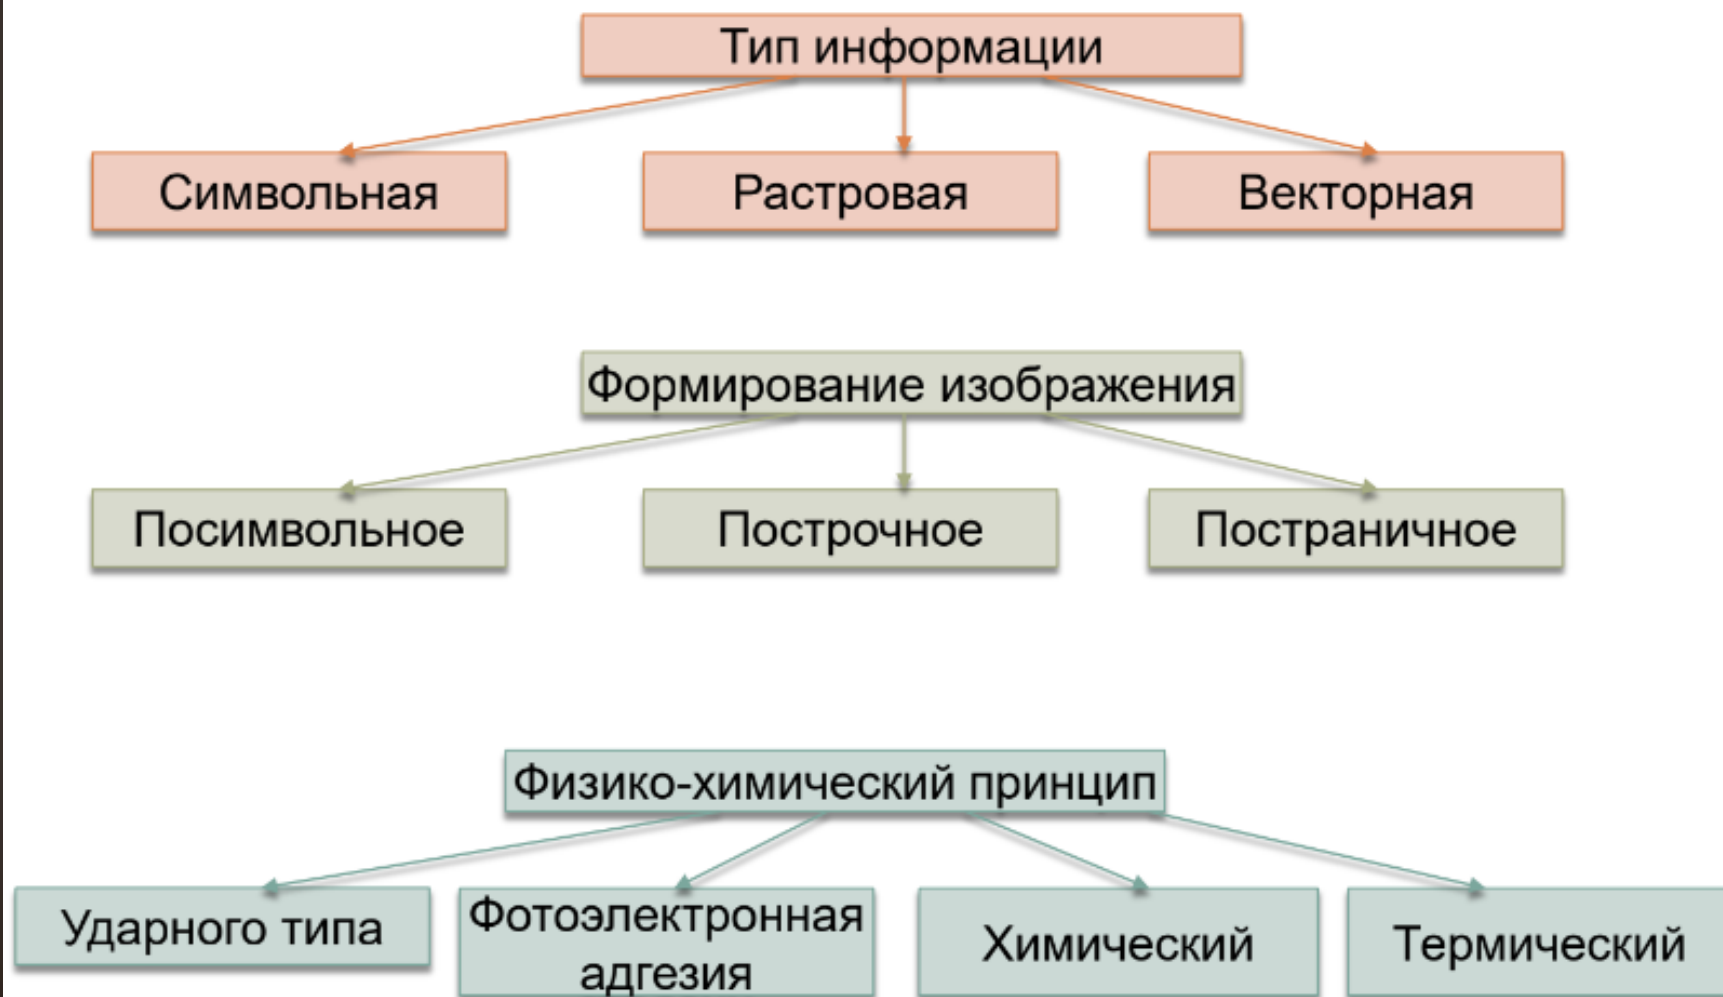 Тип информации
Символьная
Растровая
Векторная
Формирование изображения
Посимвольное
Построчное
Постраничное
Физико-химический принцип
Ударного типа
Фотоэлектронная
адгезия
Химический
Термический